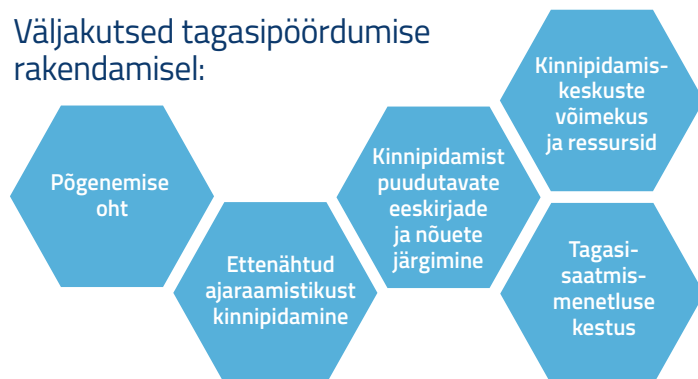 Väljakutsed tagasipöördumise
rakendamisel:
Põgenemise
oht
Ettenähtud
ajaraamistikust
kinnipidamine
Kinnipidamist
puudutavate
eeskirjade
ja nõuete
järgimine
Kinnipidamis-
keskuste
võimekus
ja ressursid
Tagasi-
saatmis-
menetluse
kestus